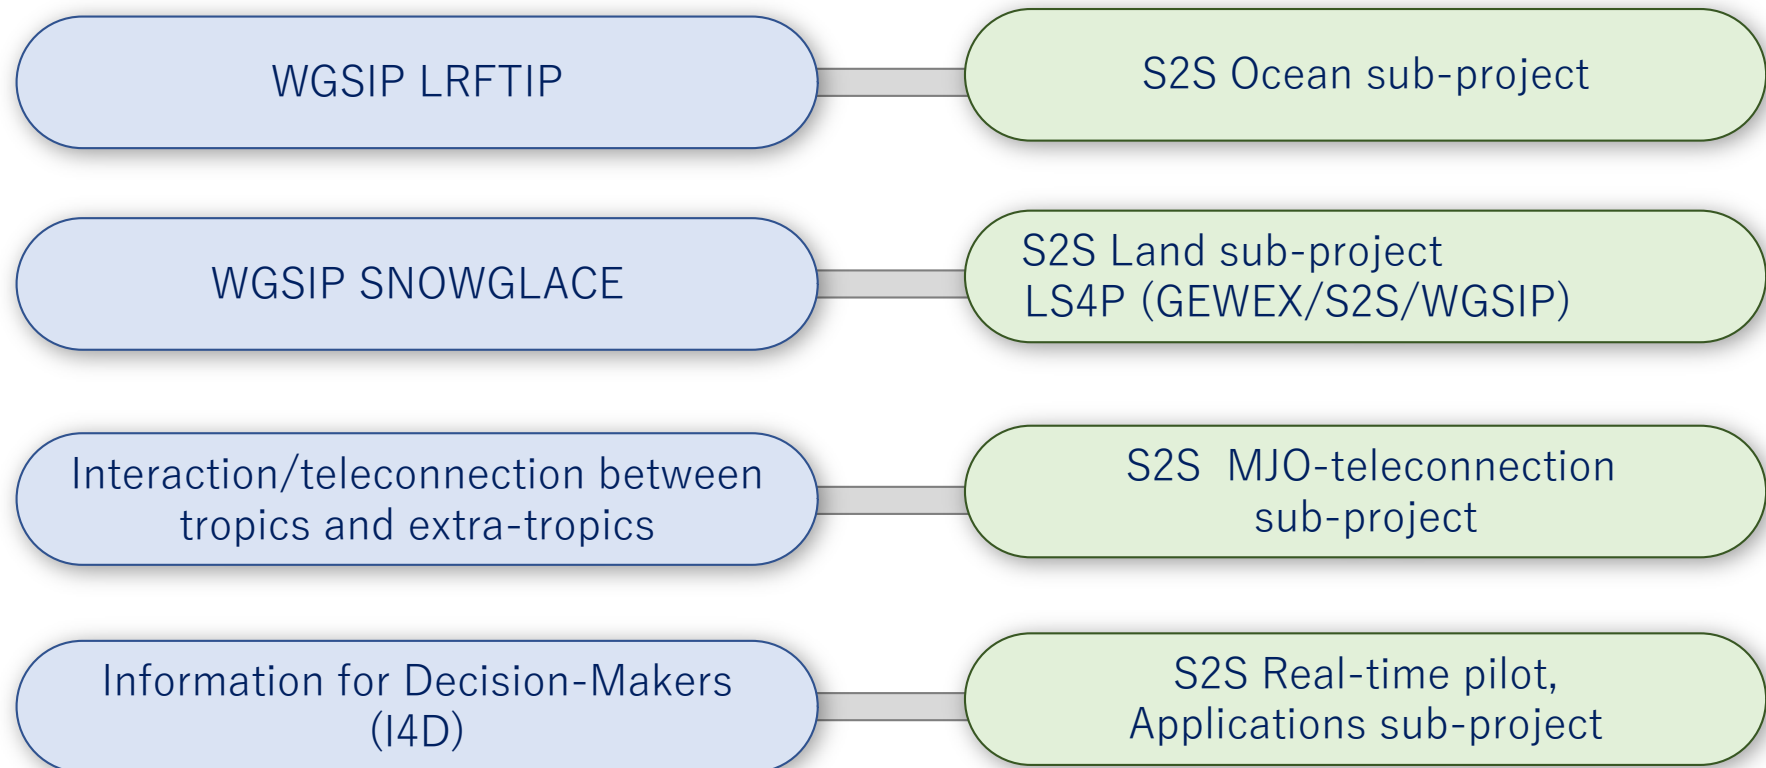 WGSIP LRFTIP
S2S Ocean sub-project
WGSIP SNOWGLACE
S2S Land sub-project
LS4P (GEWEX/S2S/WGSIP)
Interaction/teleconnection between
tropics and extra-tropics
S2S MJO-teleconnection
sub-project
Information for Decision-Makers
(I4D)
S2S Real-time pilot,
Applications sub-project